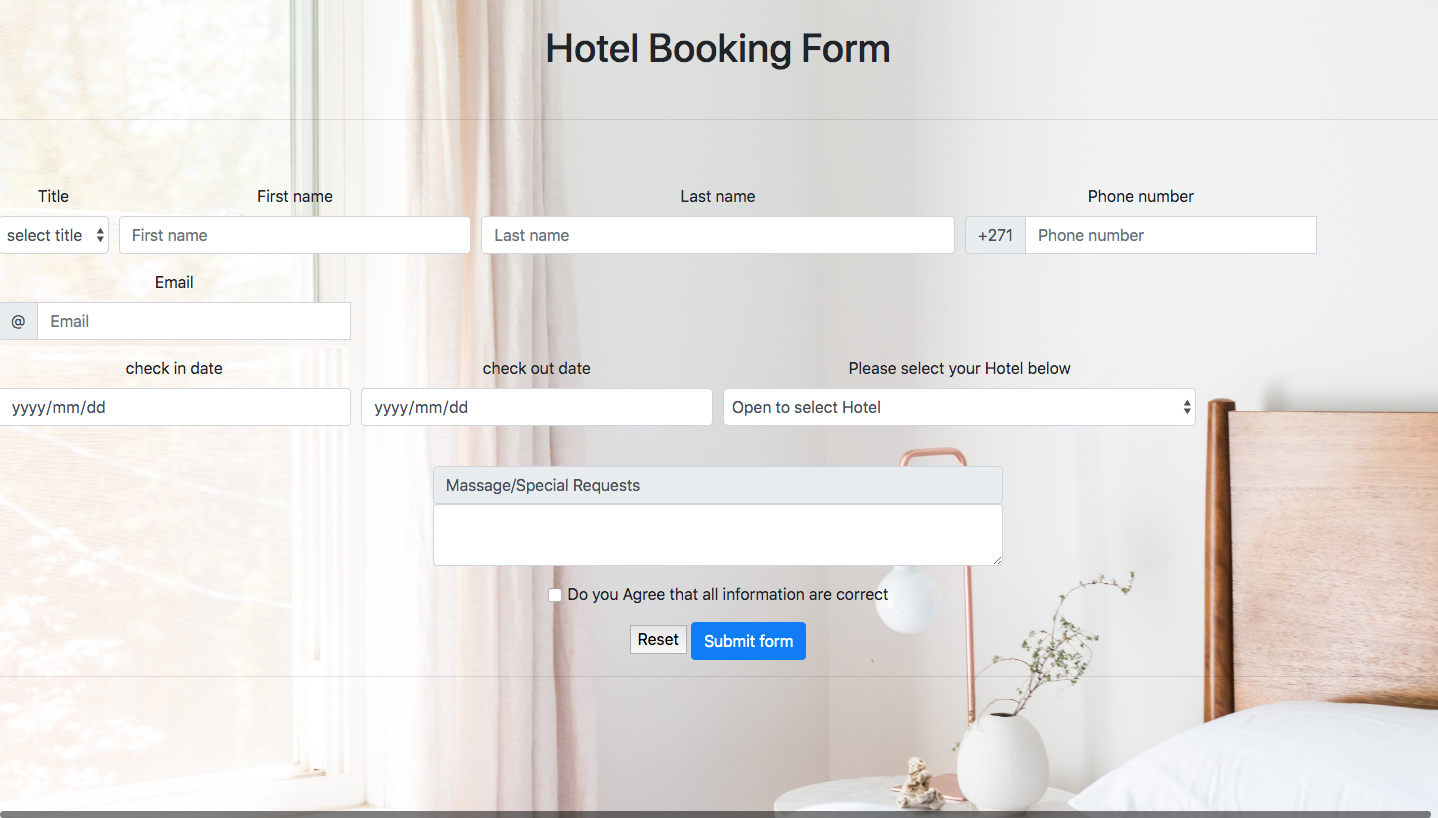 Hotel Booking Form
Title First name Last name Phone number
select title First name Last name +271 Phone number
Email
@ Email
check in date check out date Please select your Hotel below
yyyy/mm/dd yyyy/mm/dd Open to select Hotel
Massage/Special Requests
Do you Agree that all information are correct
Reset Submit form